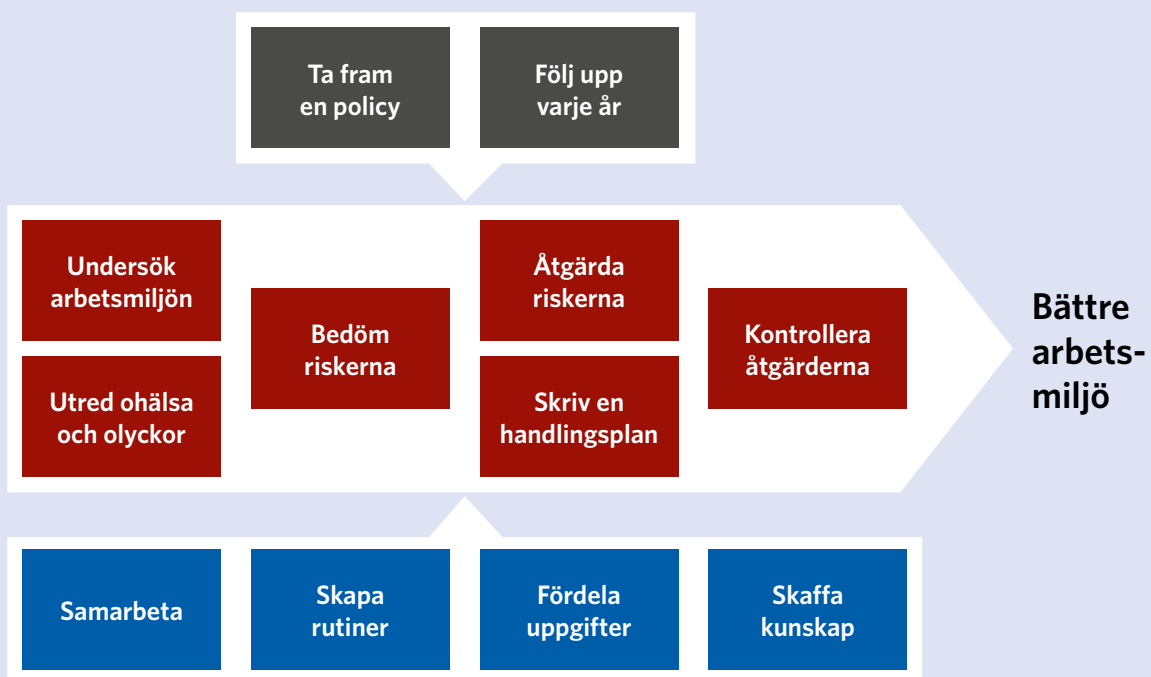 Ta fram
en policy
Följ upp
varje år
Undersök
arbetsmiljön
Utred ohälsa
och olyckor
Bedöm
riskerna
Åtgärda
riskerna
Skriv en
handlingsplan
Kontrollera
åtgärderna
Bättre
arbets-
miljö
Samarbeta
Skapa
rutiner
Fördela
uppgifter
Skaffa
kunskap